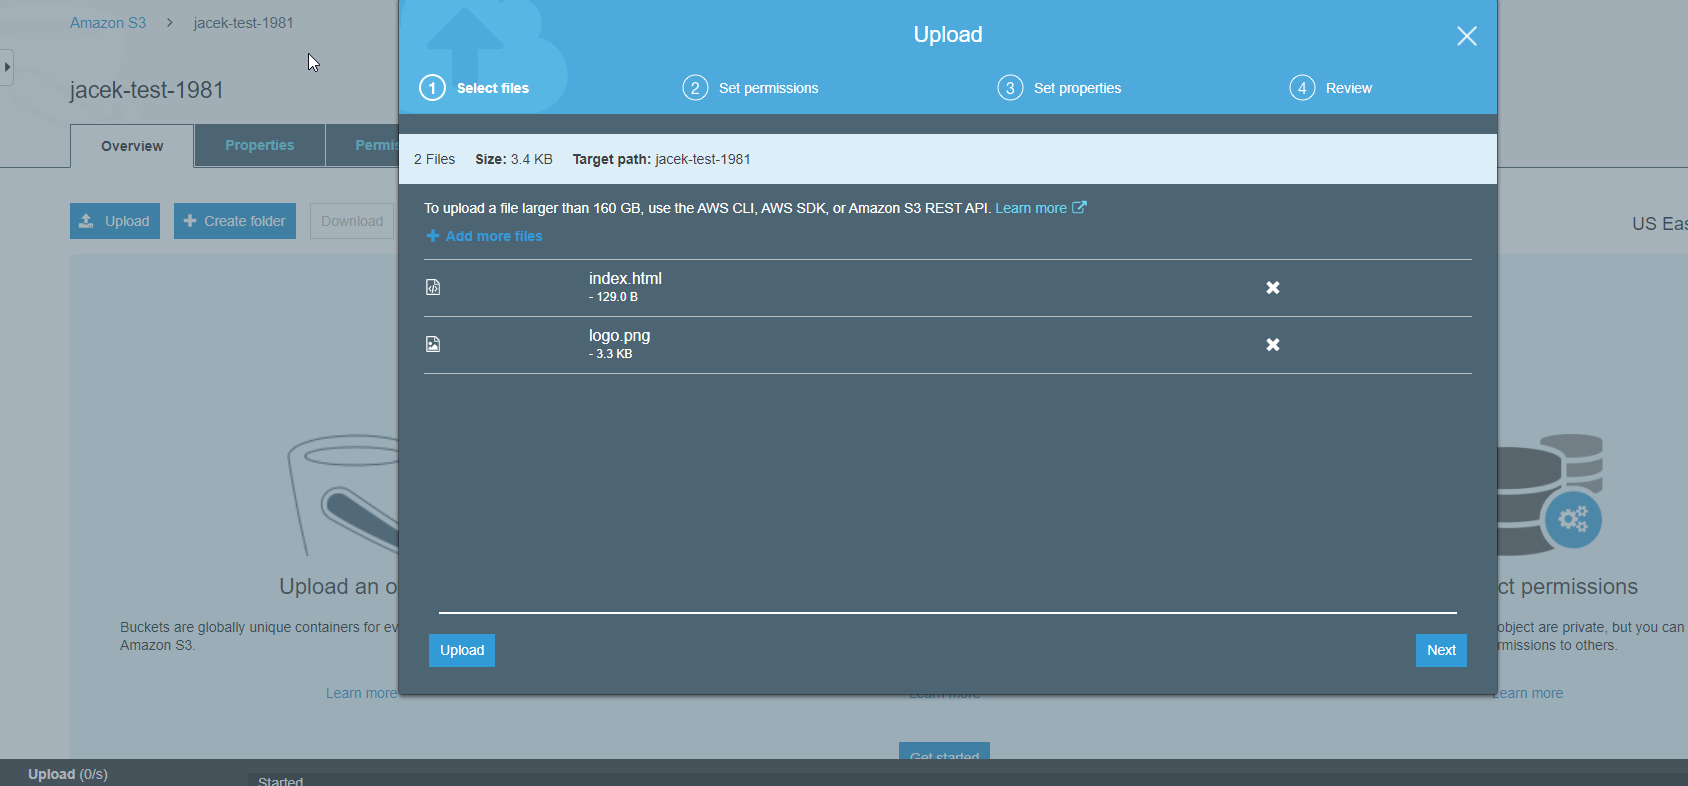 Amazon S3 > jacek-test-1981
jacek-test-1981
Overview
Properties
Upload
Create folder
Download
US
Upload an
Buckets are globally unique containers for
Amazon S3.
Learn more
Upload
1 Select files
2 Set permissions
3 Set properties
4 Review
2 Files Size: 3.4 KB Target path: jacek-test-1981
To upload a file larger than 160 GB, use the AWS CLI, AWS SDK, or Amazon S3 REST API. Learn more
Add more files
index.html
- 129.0 B
logo.png
- 3.3 KB
Upload
Next
Learn more
Get started
permissions
object are private, but you can
to others.
Learn more
Upload (0/s)
Started